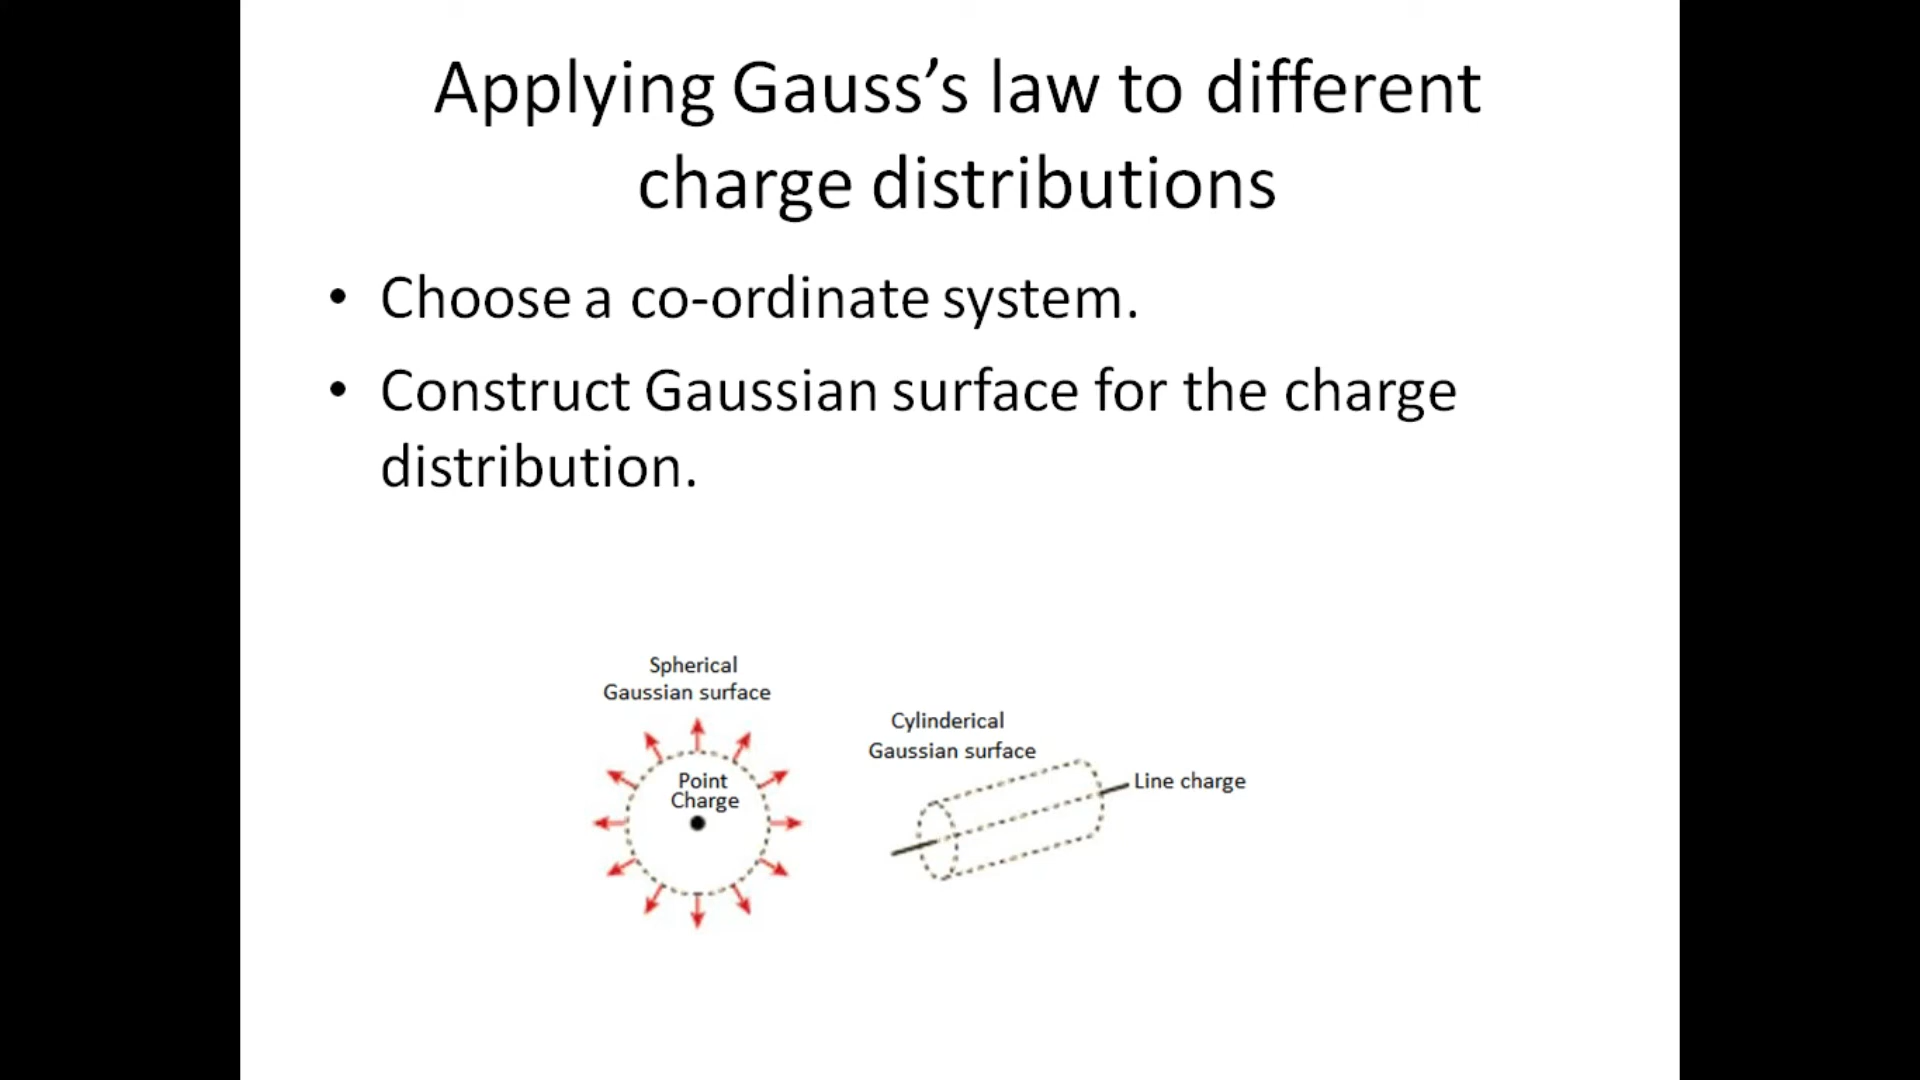 Applying Gauss’s law to different
charge distributions
• Choose a co-ordinate system.
• Construct Gaussian surface for the charge
distribution.
Spherical
Gaussian surface
Point
Charge
Cylinderical
Gaussian surface
Line charge